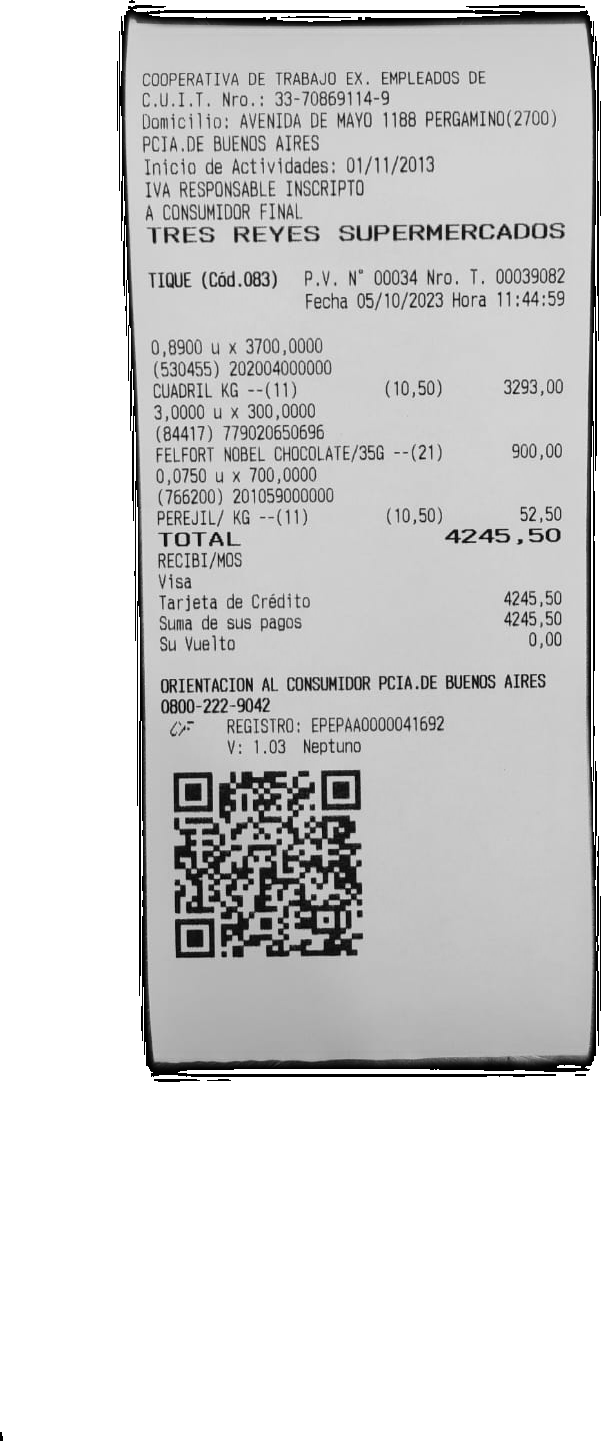 COOPERATIVA DE TRABAJO EX. EMPLEADOS DE
C.U.I.T. Nro.: 33-70869114-9
Domicilio: AVENIDA DE MAYO 1188 PERGAMINO(2700)
PCIA.DE BUENOS AIRES
Inicio de Actividades: 01/11/2013
IVA RESPONSABLE INSCRIPTO
A CONSUMIDOR FINAL
TRES REYES SUPERMERCADOS
TIQUE (Cód.083) P.V. N° 00034 Nro. T. 00039082
Fecha 05/10/2023 Hora 11:44:59
0,8900 u x 3700,0000
(530455) 202004000000
CUADRIL KG --(11) (10,50) 3293,00
3,0000 u x 300,0000
(84417) 779020650696
FELFORT NOBEL CHOCOLATE/35G --(21) 900,00
0,0750 u x 700,0000
(766200) 201059000000
PEREJIL/ KG --(11) (10,50) 52,50
TOTAL 4245,50
RECIBI/MOS
Visa
Tarjeta de Crédito 4245,50
Suma de sus pagos 4245,50
Su Vuelto 0,00
ORIENTACION AL CONSUMIDOR PCIA.DE BUENOS AIRES
0800-222-9042
CF REGISTRO: EPEPAA0000041692
V: 1.03 Neptuno